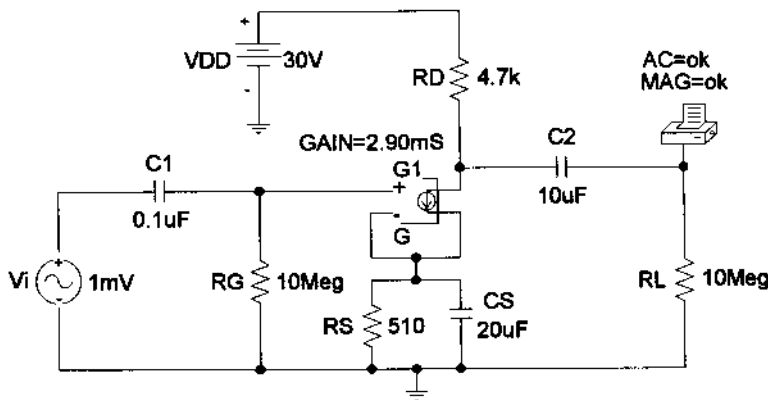 +
VDD 30V
-
RD 4.7k
AC=ok
MAG=ok
GAIN=2.90mS
C1
0.1uF
G1
+
-
G
C2
10uF
Vi
+
-
1mV
RG 10Meg
RS 510
CS
20uF
RL 10Meg